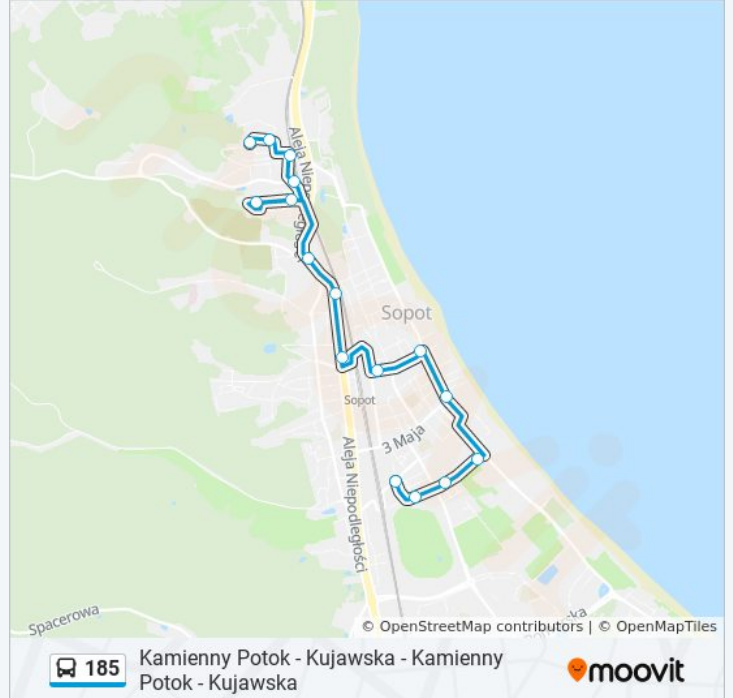 Aleja Niepodległości
Sopot
Sopot
3 Maja
Aleja Niepodległości
Spacerowa
© OpenStreetMap contributors | © OpenMapTiles
185
Kamienny Potok - Kujawska - Kamienny
Potok - Kujawska
moovit